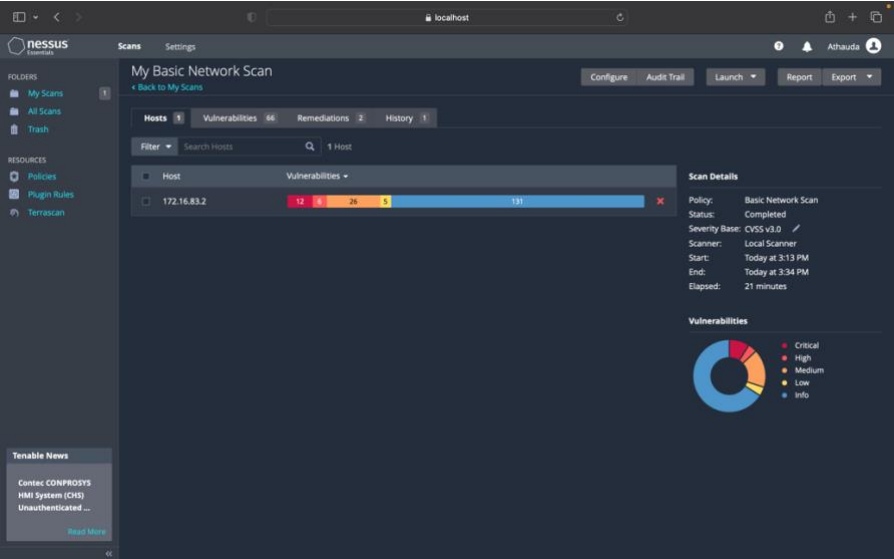 localhost
nessus
Essentials
Scans Settings
Athauda
FOLDERS
My Scans 1
All Scans
Trash
RESOURCES
Policies
Plugin Rules
Terrascan
Tenable News
Contec CONPROSYS
HMI System (CHS)
Unauthenticated ...
Read More
My Basic Network Scan
< Back to My Scans
Configure Audit Trail Launch Report Export
Hosts 1 Vulnerabilities 66 Remediations 2 History 1
Filter Search Hosts 1 Host
Host Vulnerabilities
172.16.83.2 12 6 26 5 131
Scan Details
Policy: Basic Network Scan
Status: Completed
Severity Base: CVSS v3.0
Scanner: Local Scanner
Start: Today at 3:13 PM
End: Today at 3:34 PM
Elapsed: 21 minutes
Vulnerabilities
Critical
High
Medium
Low
Info